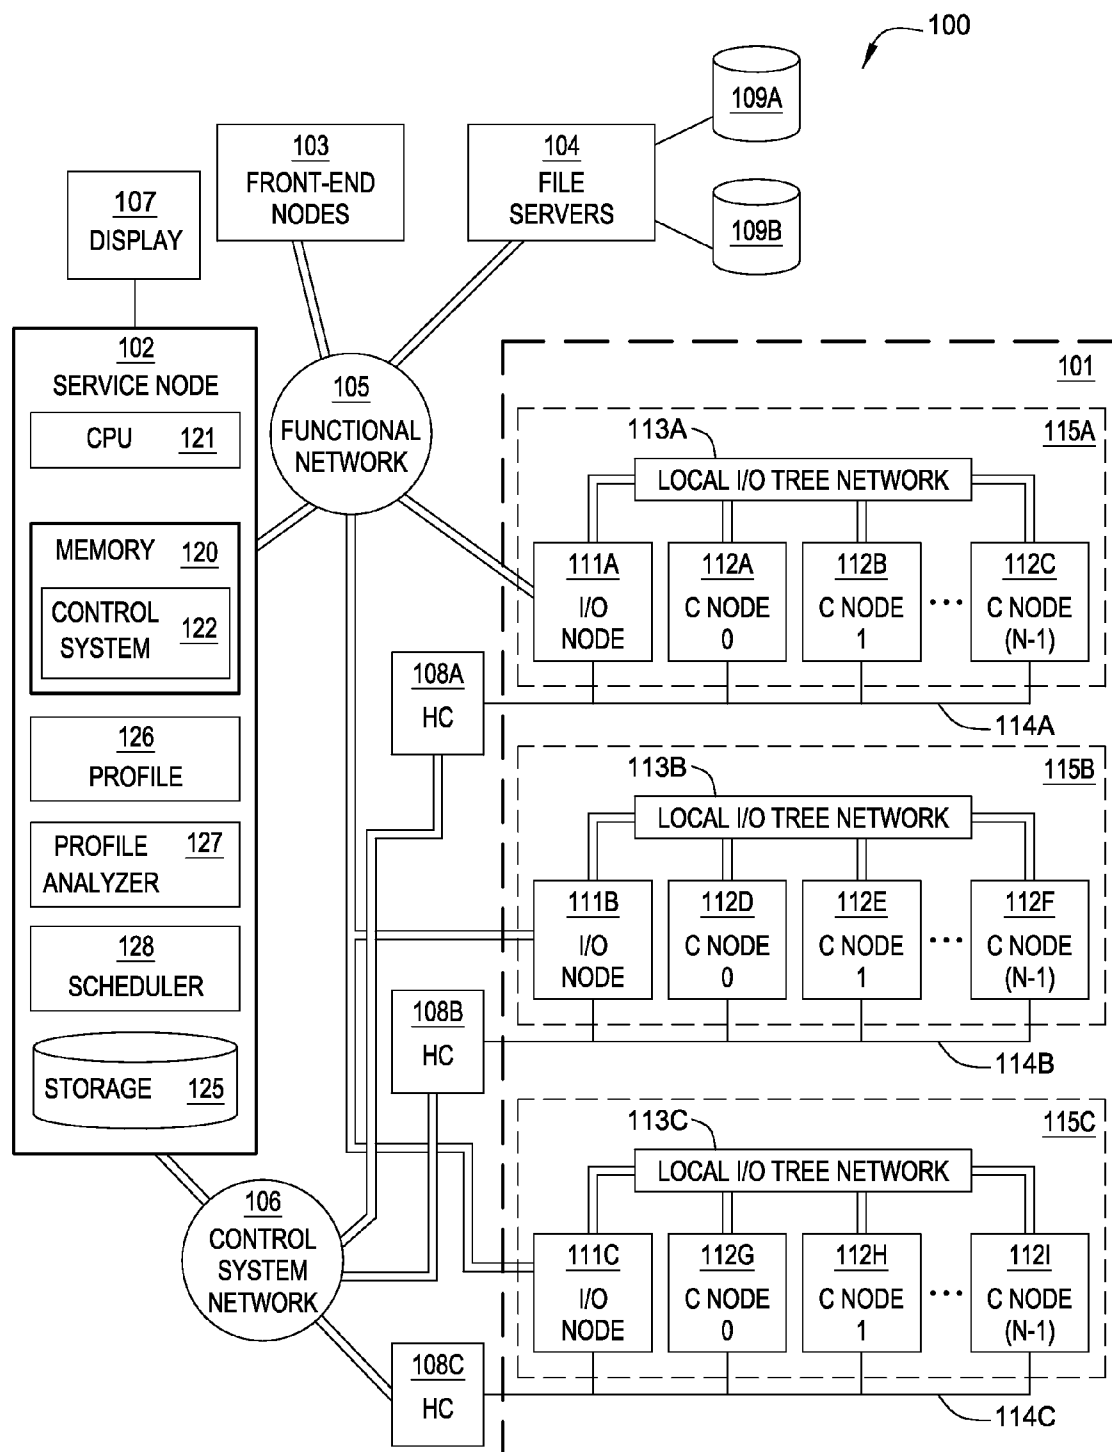 100
109A
109B
103
FRONT-END
NODES
104
FILE
SERVERS
107
DISPLAY
102
SERVICE NODE
CPU 121
MEMORY 120
CONTROL
SYSTEM
122
126
PROFILE
PROFILE
ANALYZER
127
128
SCHEDULER
STORAGE 125
105
FUNCTIONAL
NETWORK
106
CONTROL
SYSTEM
NETWORK
108A
HC
108B
HC
108C
HC
101
115A
113A
LOCAL I/O TREE NETWORK
111A
I/O
NODE
112A
C NODE
0
112B
C NODE
1
...
112C
C NODE
(N-1)
114A
115B
113B
LOCAL I/O TREE NETWORK
111B
I/O
NODE
112D
C NODE
0
112E
C NODE
1
...
112F
C NODE
(N-1)
114B
115C
113C
LOCAL I/O TREE NETWORK
111C
I/O
NODE
112G
C NODE
0
112H
C NODE
1
...
112I
C NODE
(N-1)
114C